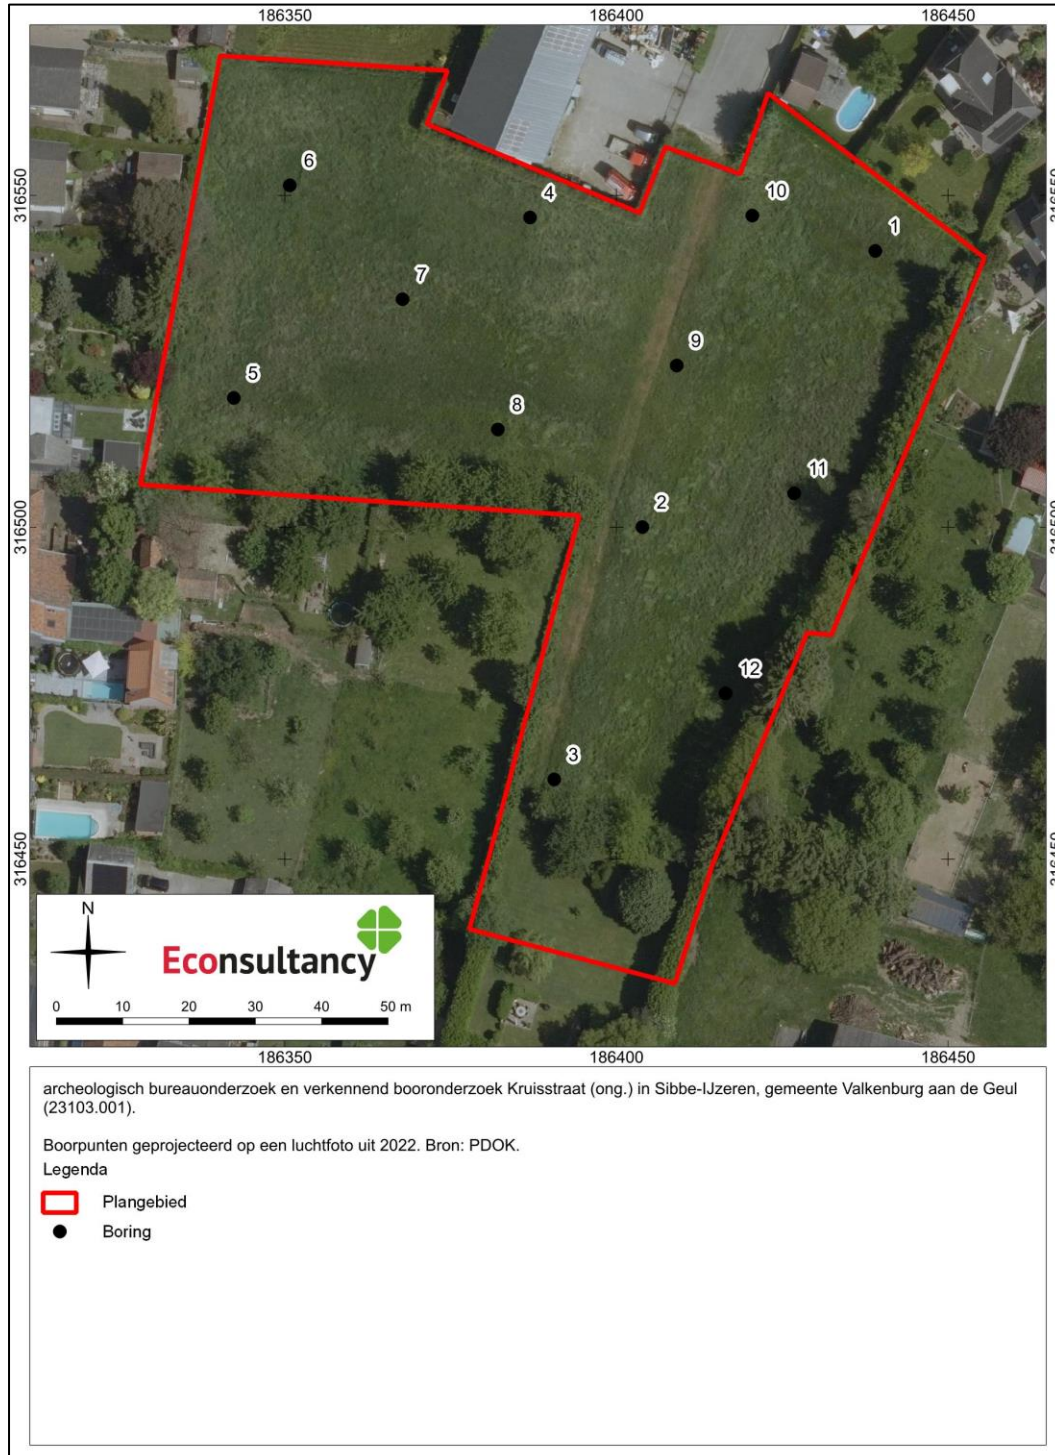 186350 186400 186450
316550 316550
6
4
10
1
7
9
5
8
11
316500 316500
2
12
3
316450 316450
N
Econsultancy
0 10 20 30 40 50 m
186350 186400 186450
archeologisch bureauonderzoek en verkennend booronderzoek Kruisstraat (ong.) in Sibbe-IJzeren, gemeente Valkenburg aan de Geul
(23103.001).
Boorpunten geprojecteerd op een luchtfoto uit 2022. Bron: PDOK.
Legenda
Plangebied
Boring